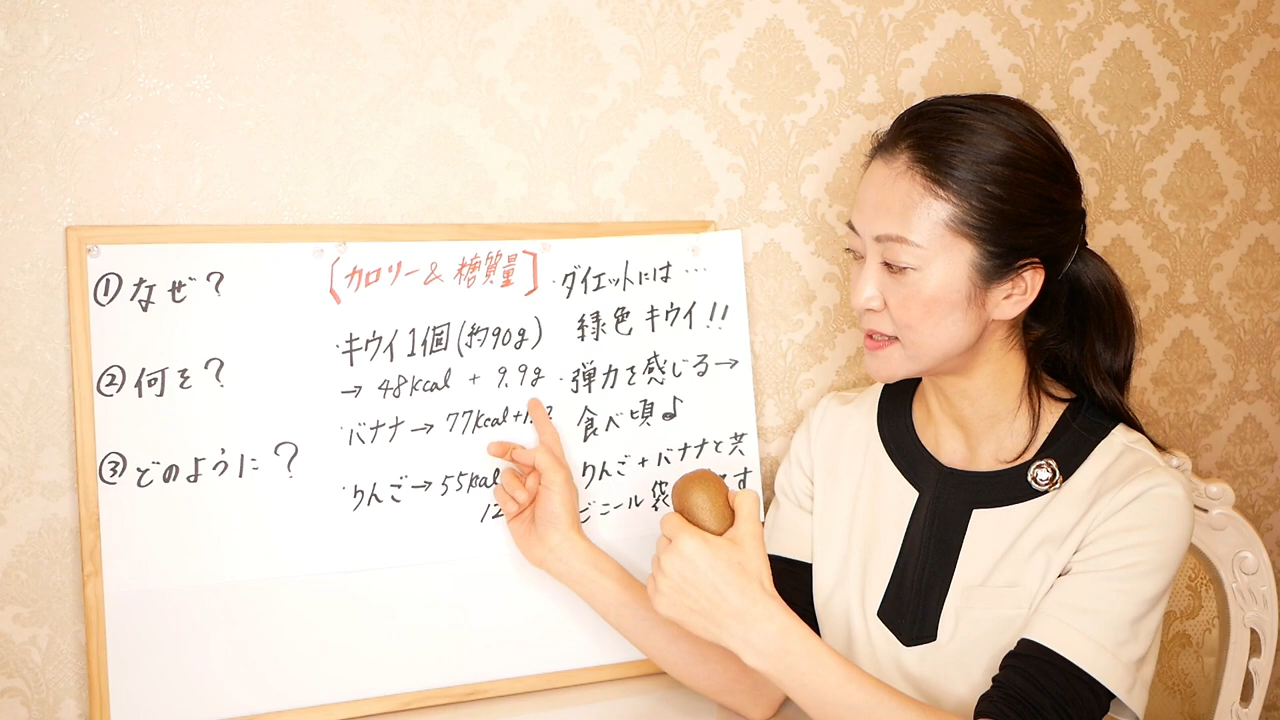 ①なぜ?
②何を?
③どのように?
[カロリー&糖質量]
・キウイ1個(約90g)
→48kcal + 9.9g
・バナナ→77kcal+
・りんご→55kcal
12
・ダイエットには…
緑色キウイ!!
・弾力を感じる→
食べ頃♪
りんご+バナナと共
ビニール袋 す